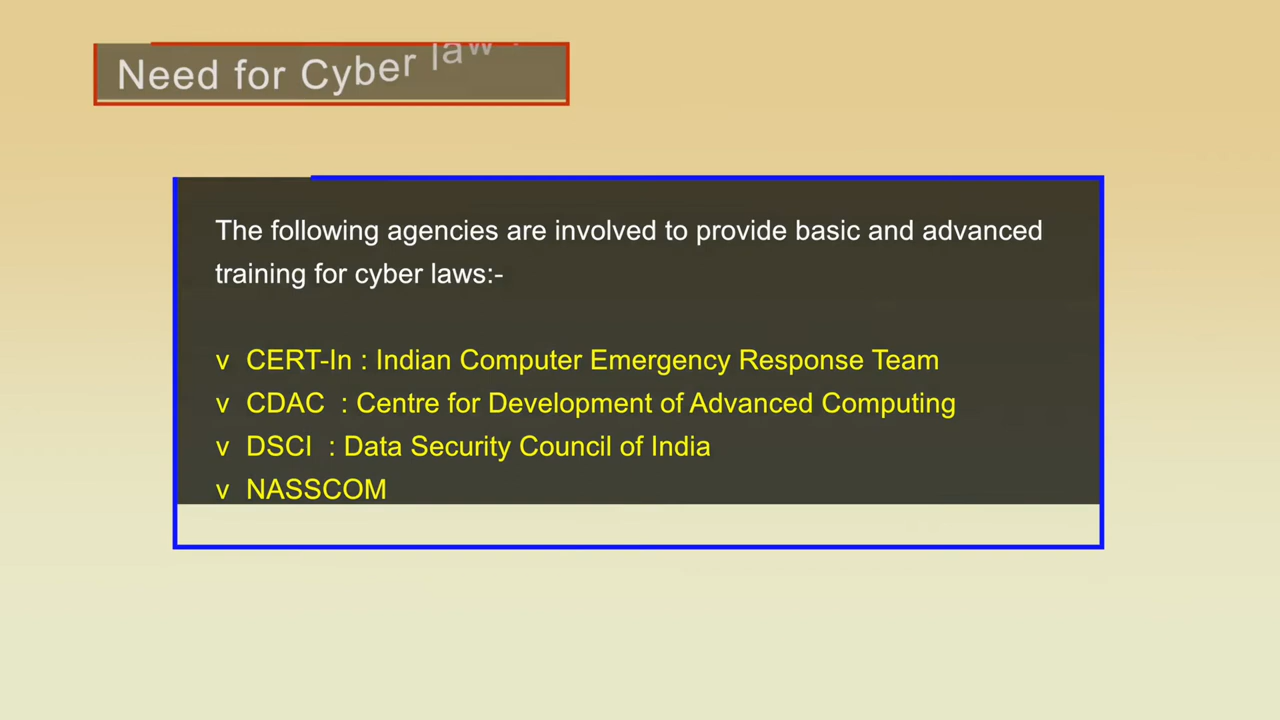 Need for Cyber law
The following agencies are involved to provide basic and advanced
training for cyber laws:-
v CERT-In : Indian Computer Emergency Response Team
v CDAC : Centre for Development of Advanced Computing
v DSCI : Data Security Council of India
v NASSCOM